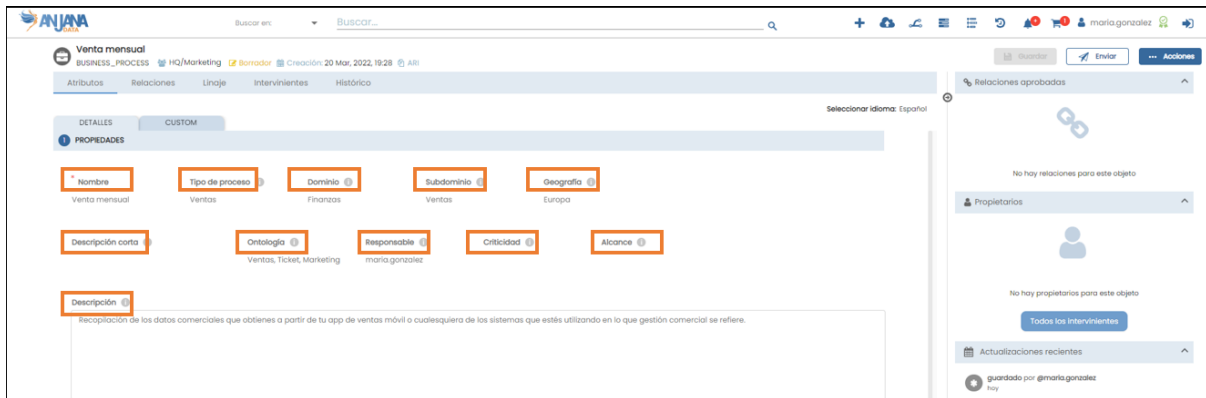 ANJANA
DATA
Buscar en:
Buscar...
maria.gonzalez
Venta mensual
BUSINESS_PROCESS HQ/Marketing Borrador Creación: 20 Mar, 2022, 19:28 ARI
Guardar
Enviar
Acciones
Atributos Relaciones Linaje Intervinientes Histórico
Seleccionar idioma: Español
DETALLES CUSTOM
1 PROPIEDADES
* Nombre Tipo de proceso Dominio Subdominio Geografía
Venta mensual Ventas Finanzas Ventas Europa
Descripción corta Ontología Responsable Criticidad Alcance
Ventas, Ticket, Marketing maria.gonzalez
Descripción
Recopilación de los datos comerciales que obtienes a partir de tu app de ventas móvil o cualesquiera de los sistemas que estés utilizando en lo que gestión comercial se refiere.
Relaciones aprobadas
No hay relaciones para este objeto
Propietarios
No hay propietarios para este objeto
Todos los intervinientes
Actualizaciones recientes
guardado por @maria.gonzalez
hoy